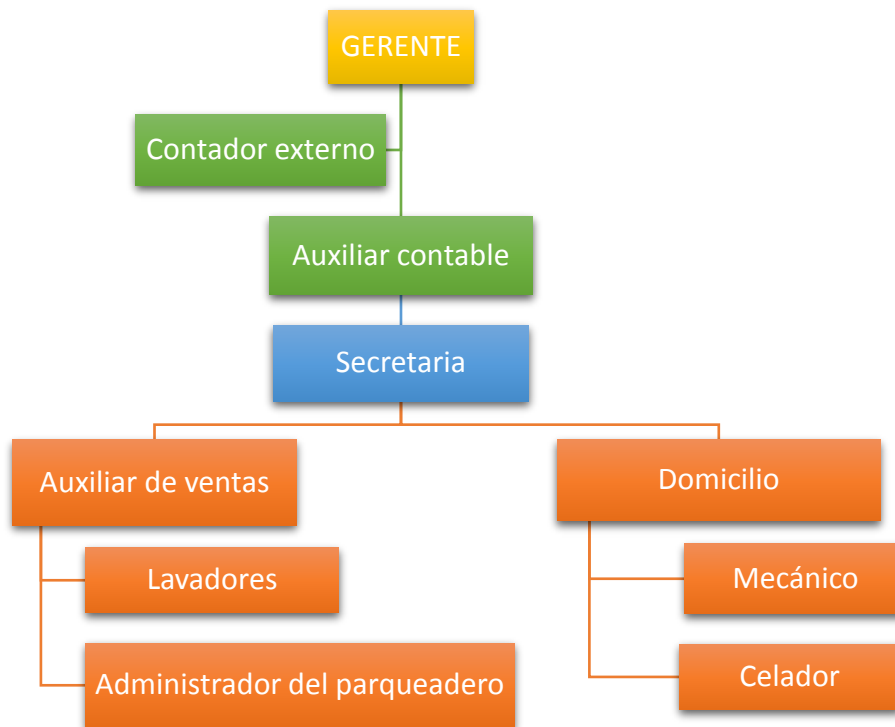 GERENTE
Contador externo
Auxiliar contable
Secretaria
Auxiliar de ventas
Domicilio
Lavadores
Mecánico
Administrador del parqueadero
Celador